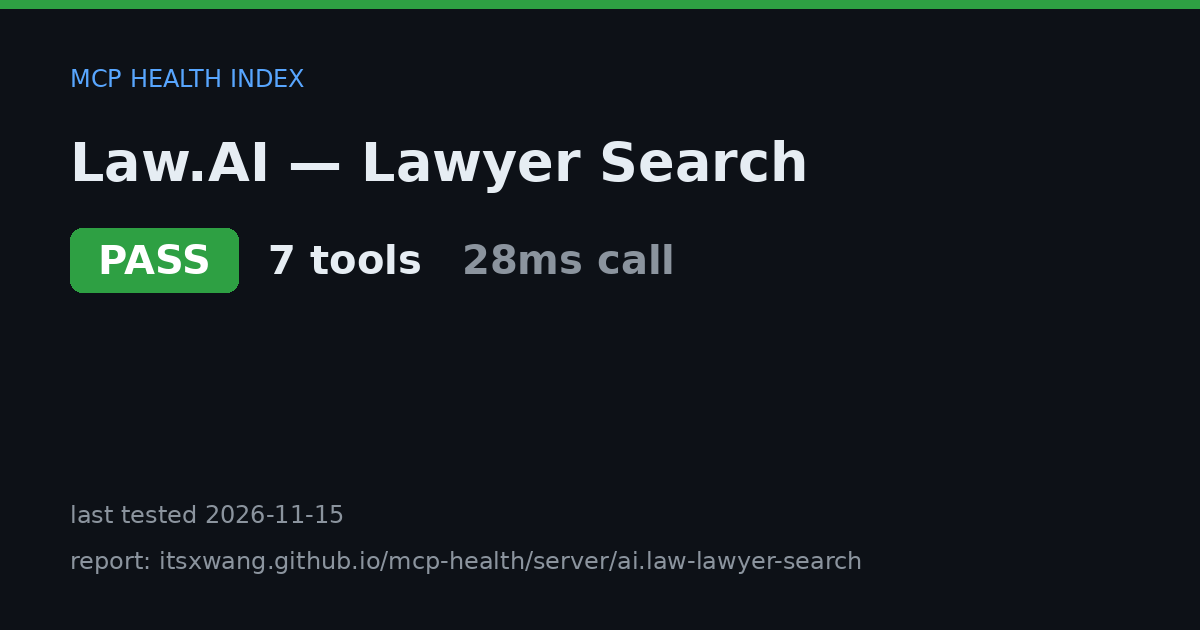 MCP HEALTH INDEX
Law.AI — Lawyer Search
PASS 7 tools 28ms call
last tested 2026-11-15
report: itsxwang.github.io/mcp-health/server/ai.law-lawyer-search